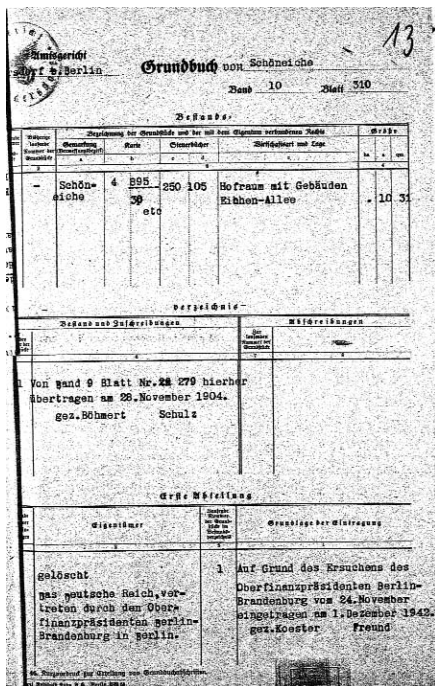 13
Amtsgericht
Berlin
Grundbuch von Schöneiche
Band 10 Blatt 310
Bestands-
Bezeichnung der Grundstücke und der mit dem Eigentum verbundenen Rechte
Größe
Gemarkung Karte Steuerbücher Wirtschaftsart und Lage
ha a qm
- Schön- 4 895 250 105 Hofraum mit Gebäuden . 10 31
eiche 39 Eibhen-Allee
etc
verzeichnis-
Bestand und Zuschreibungen
Abschreibungen
1 Von Band 9 Blatt Nr. 279 hierher
übertragen am 28.November 1904.
gez.Böhmert Schulz
Erste Abteilung
Eigentümer
Grundlage der Eintragung
gelöscht
Das Deutsche Reich, ver-
treten durch den Ober-
finanzpräsidenten Berlin-
Brandenburg in Berlin.
1 Auf Grund des Ersuchens des
Oberfinanzpräsidenten Berlin-
Brandenburg vom 24.November
eingetragen am 1.Dezember 1942.
gez.Koester Freund